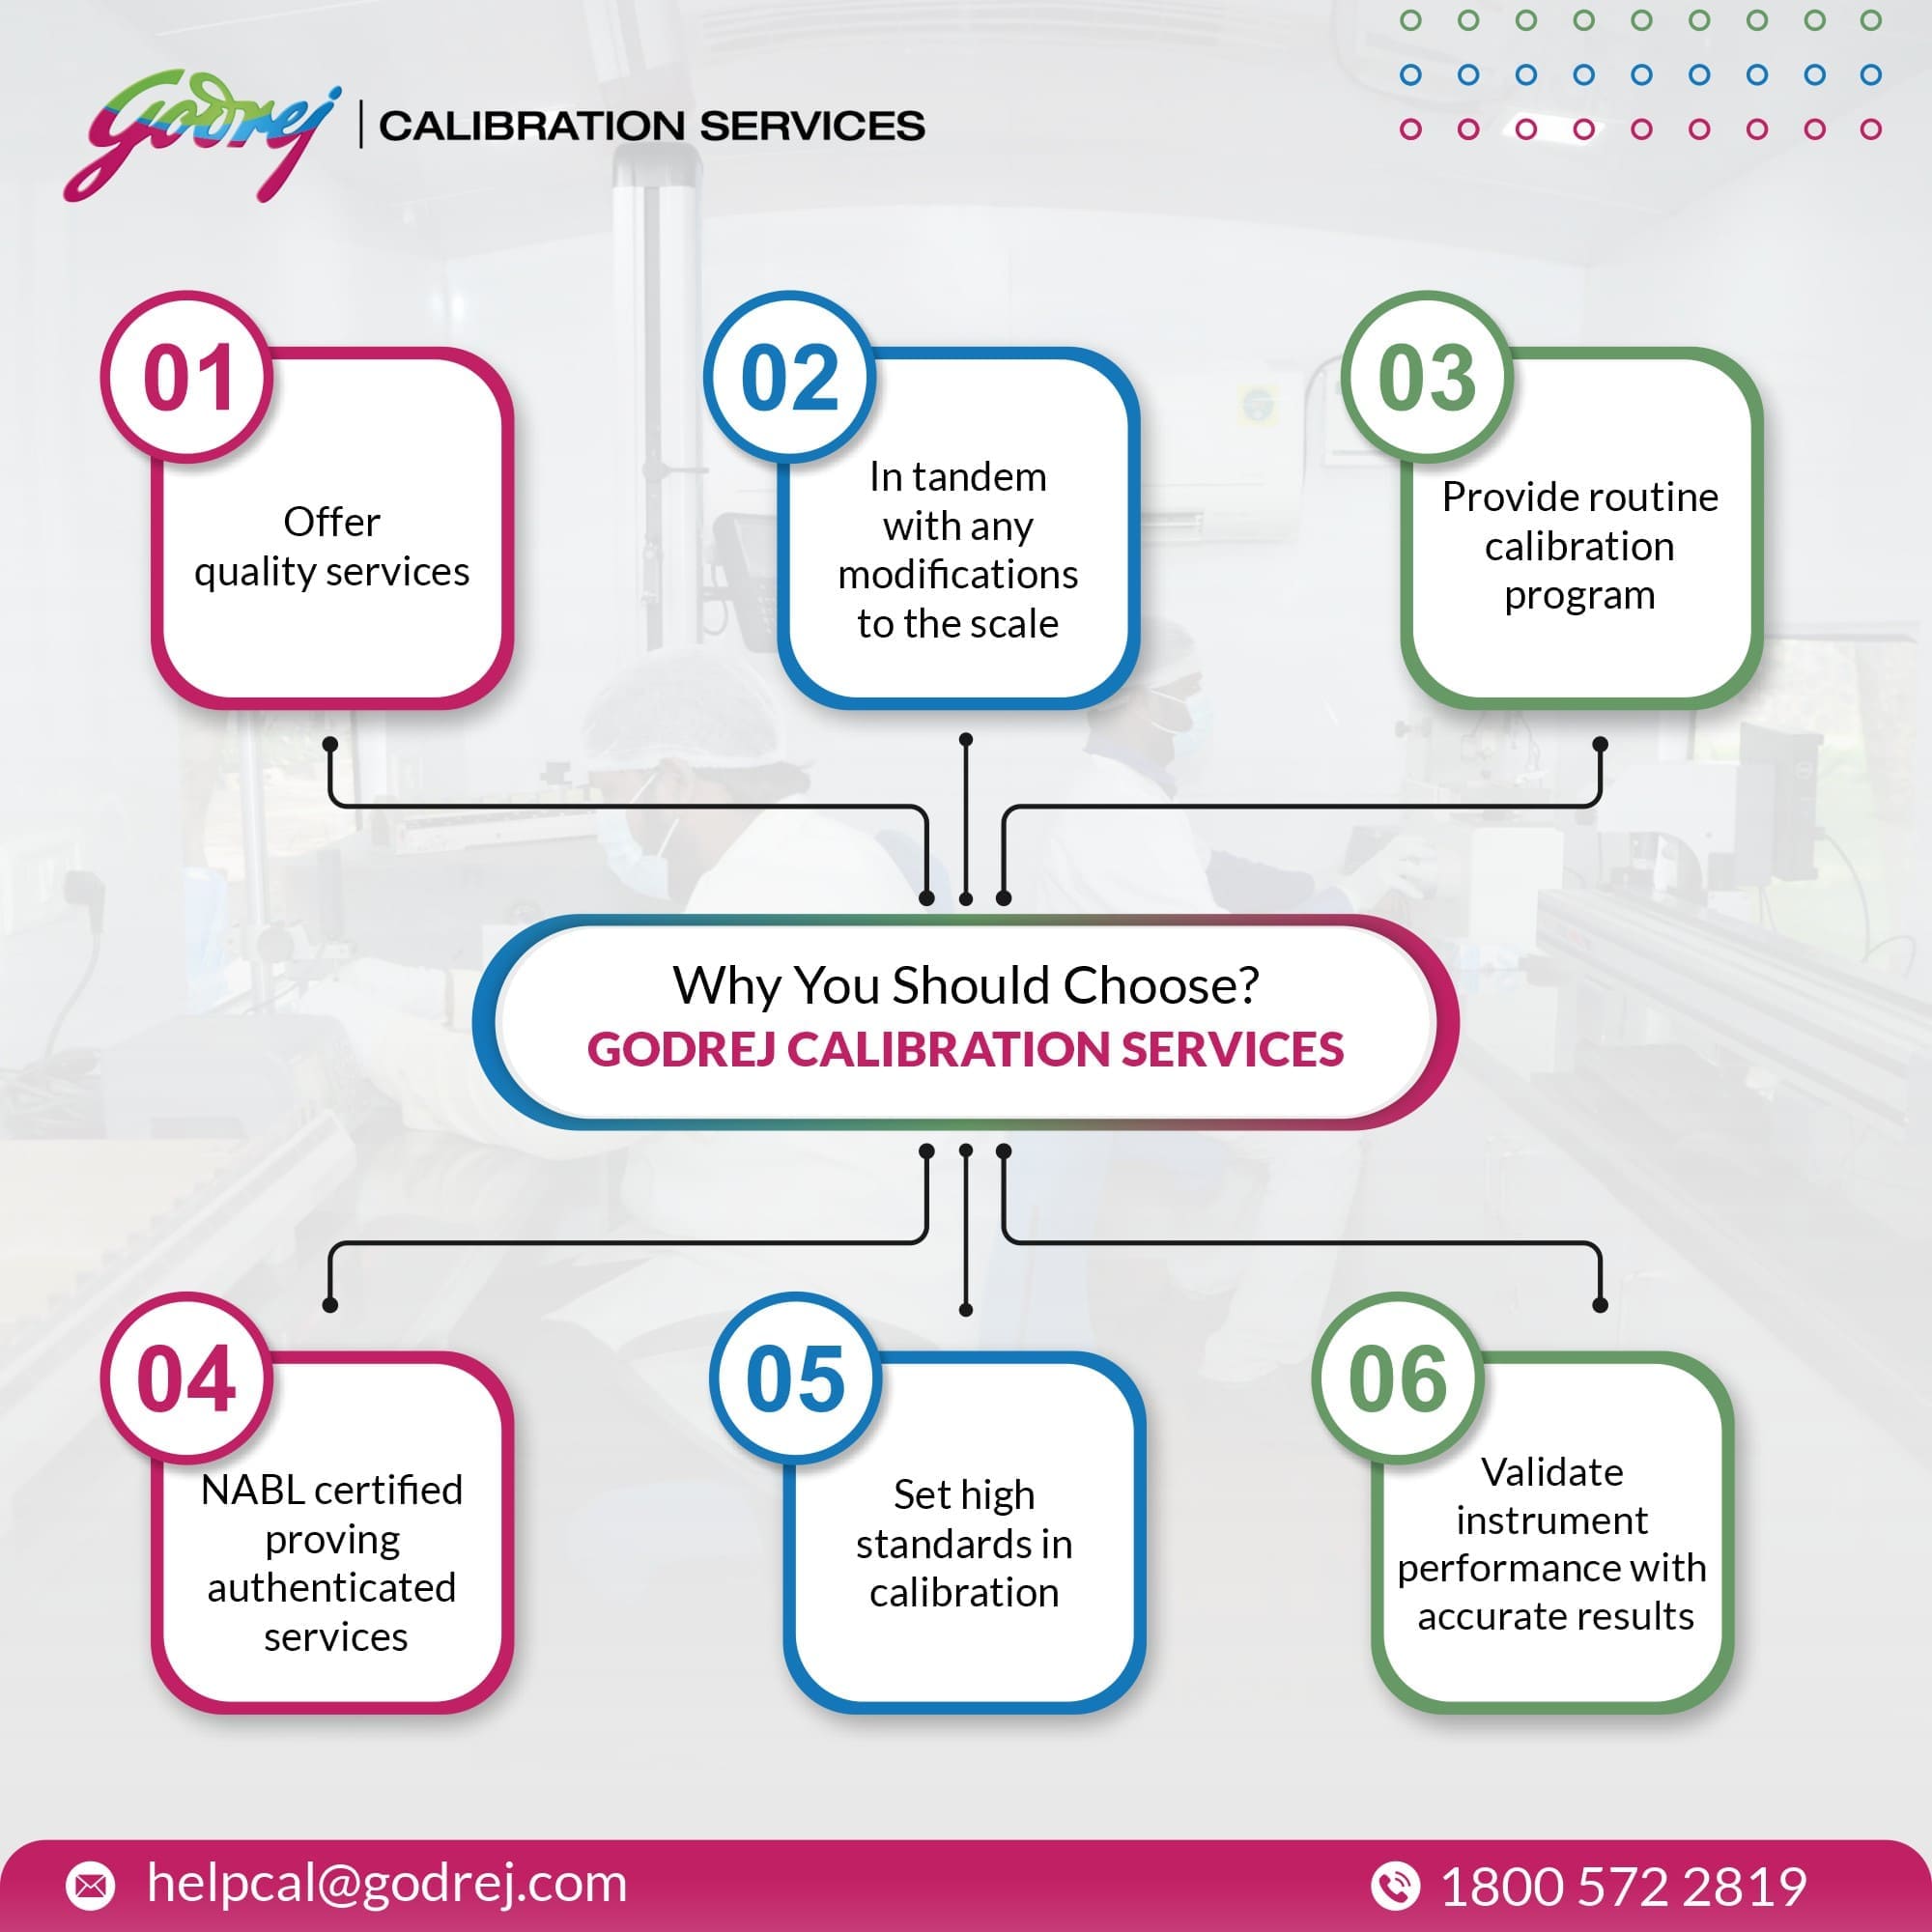 Godrej | CALIBRATION SERVICES
01
Offer
quality services
02
In tandem
with any
modifications
to the scale
03
Provide routine
calibration
program
Why You Should Choose?
GODREJ CALIBRATION SERVICES
04
NABL certified
proving
authenticated
services
05
Set high
standards in
calibration
06
Validate
instrument
performance with
accurate results
helpcal@godrej.com
1800 572 2819